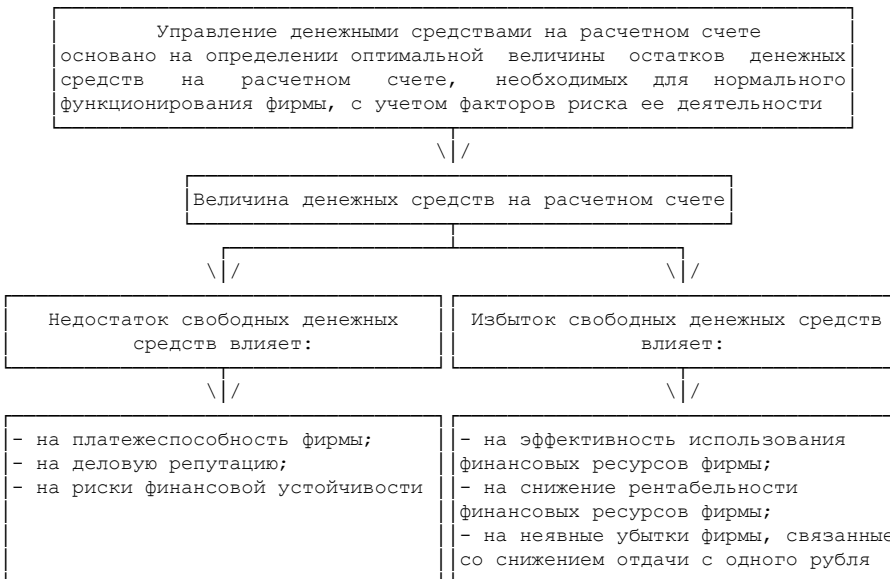 Управление денежными средствами на расчетном счете
основано на определении оптимальной величины остатков денежных
средств на расчетном счете, необходимых для нормального
функционирования фирмы, с учетом факторов риска ее деятельности
Величина денежных средств на расчетном счете
Недостаток свободных денежных
средств влияет:
Избыток свободных денежных средств
влияет:
- на платежеспособность фирмы;
- на деловую репутацию;
- на риски финансовой устойчивости
- на эффективность использования
финансовых ресурсов фирмы;
- на снижение рентабельности
финансовых ресурсов фирмы;
- на неявные убытки фирмы, связанные
со снижением отдачи с одного рубля